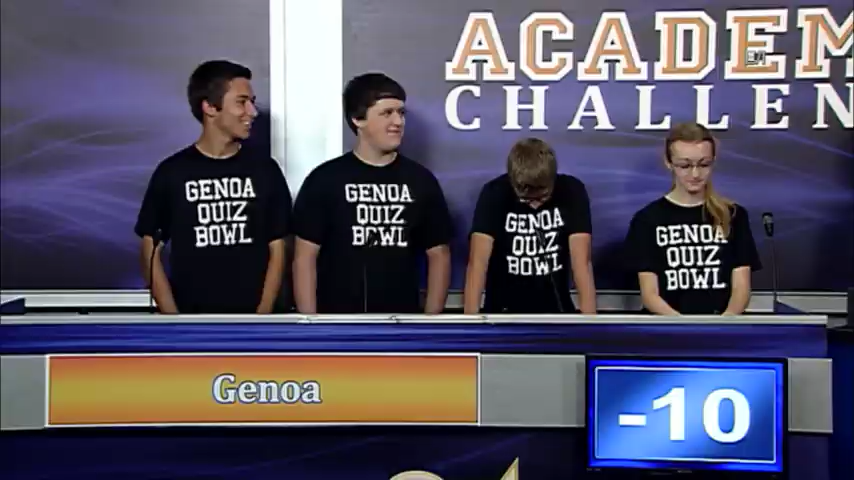 ACADEM
CHALLEN
GENOA
QUIZ
BOWL
GENOA
QUIZ
BOWL
GENOA
QUIZ
BOWL
GENOA
QUIZ
BOWL
Genoa
-10